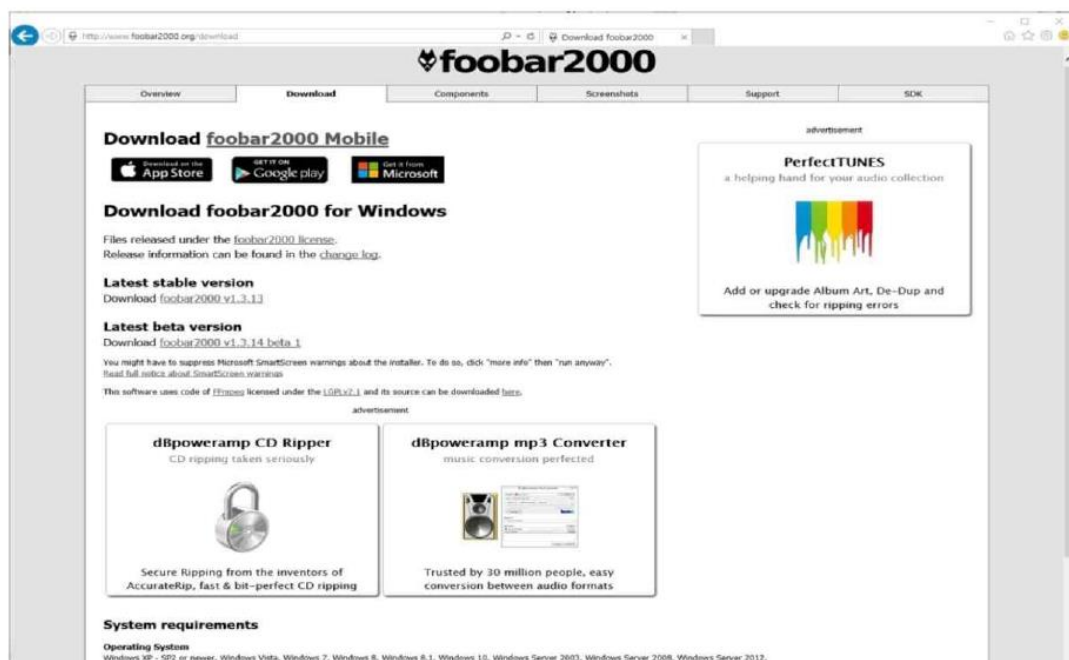 http://www.foobar2000.org/download
Download foobar2000
foobar2000
Overview
Download
Components
Screenshots
Support
SDK
Download foobar2000 Mobile
Download on the
App Store
GET IT ON
Google play
Get it from
Microsoft
Download foobar2000 for Windows
Files released under the foobar2000 license.
Release information can be found in the change log.
Latest stable version
Download foobar2000 v1.3.13
Latest beta version
Download foobar2000 v1.3.14 beta 1
You might have to suppress Microsoft SmartScreen warnings about the installer. To do so, click "more info" then "run anyway".
Read full notice about SmartScreen warnings
This software uses code of FFmpeg licensed under the LGPLv2.1 and its source can be downloaded here.
advertisement
dBpoweramp CD Ripper
CD ripping taken seriously
Secure Ripping from the inventors of
AccurateRip, fast & bit-perfect CD ripping
dBpoweramp mp3 Converter
music conversion perfected
Trusted by 30 million people, easy
conversion between audio formats
advertisement
PerfectTUNES
a helping hand for your audio collection
Add or upgrade Album Art, De-Dup and
check for ripping errors
System requirements
Operating System
Windows XP - SP2 or newer, Windows Vista, Windows 7, Windows 8, Windows 8.1, Windows 10, Windows Server 2003, Windows Server 2008, Windows Server 2012.